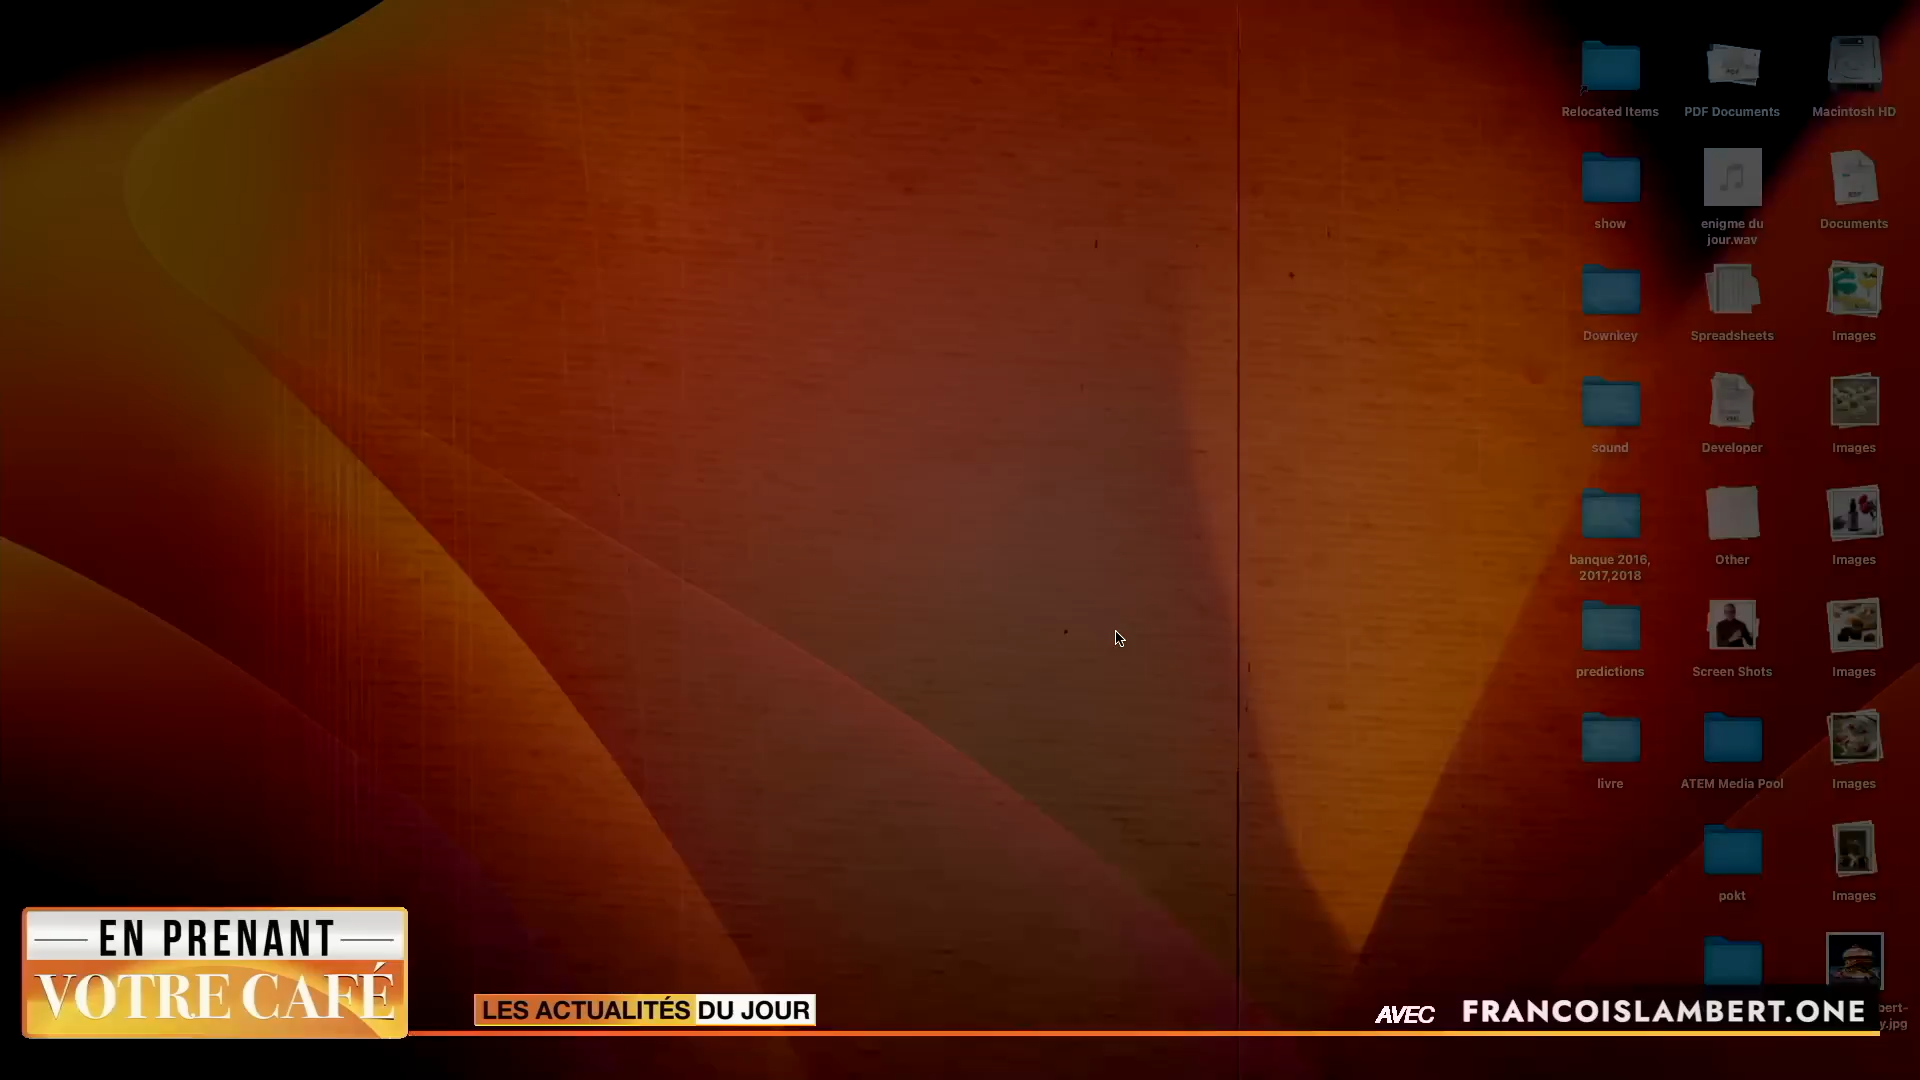 Relocated Items
PDF Documents
Macintosh HD
show
enigme du
jour.wav
Documents
Downkey
Spreadsheets
Images
sound
Developer
Images
banque 2016,
2017,2018
Other
Images
predictions
Screen Shots
Images
livre
ATEM Media Pool
Images
pokt
Images
EN PRENANT
VOTRE CAFÉ
LES ACTUALITÉS DU JOUR
AVEC FRANCOISLAMBERT.ONE